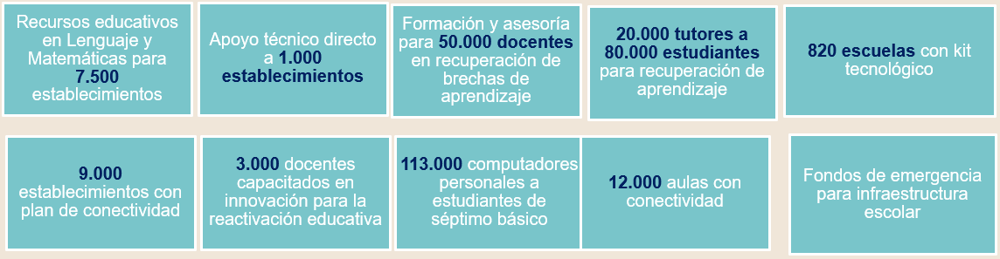 Recursos educativos
en Lenguaje y
Matemáticas para
7.500
establecimientos
Apoyo técnico directo
a 1.000
establecimientos
Formación y asesoría
para 50.000 docentes
en recuperación de
brechas de
aprendizaje
20.000 tutores a
80.000 estudiantes
para recuperación de
aprendizaje
820 escuelas con kit
tecnológico
9.000
establecimientos con
plan de conectividad
3.000 docentes
capacitados en
innovación para la
reactivación educativa
113.000 computadores
personales a
estudiantes de
séptimo básico
12.000 aulas con
conectividad
Fondos de emergencia
para infraestructura
escolar